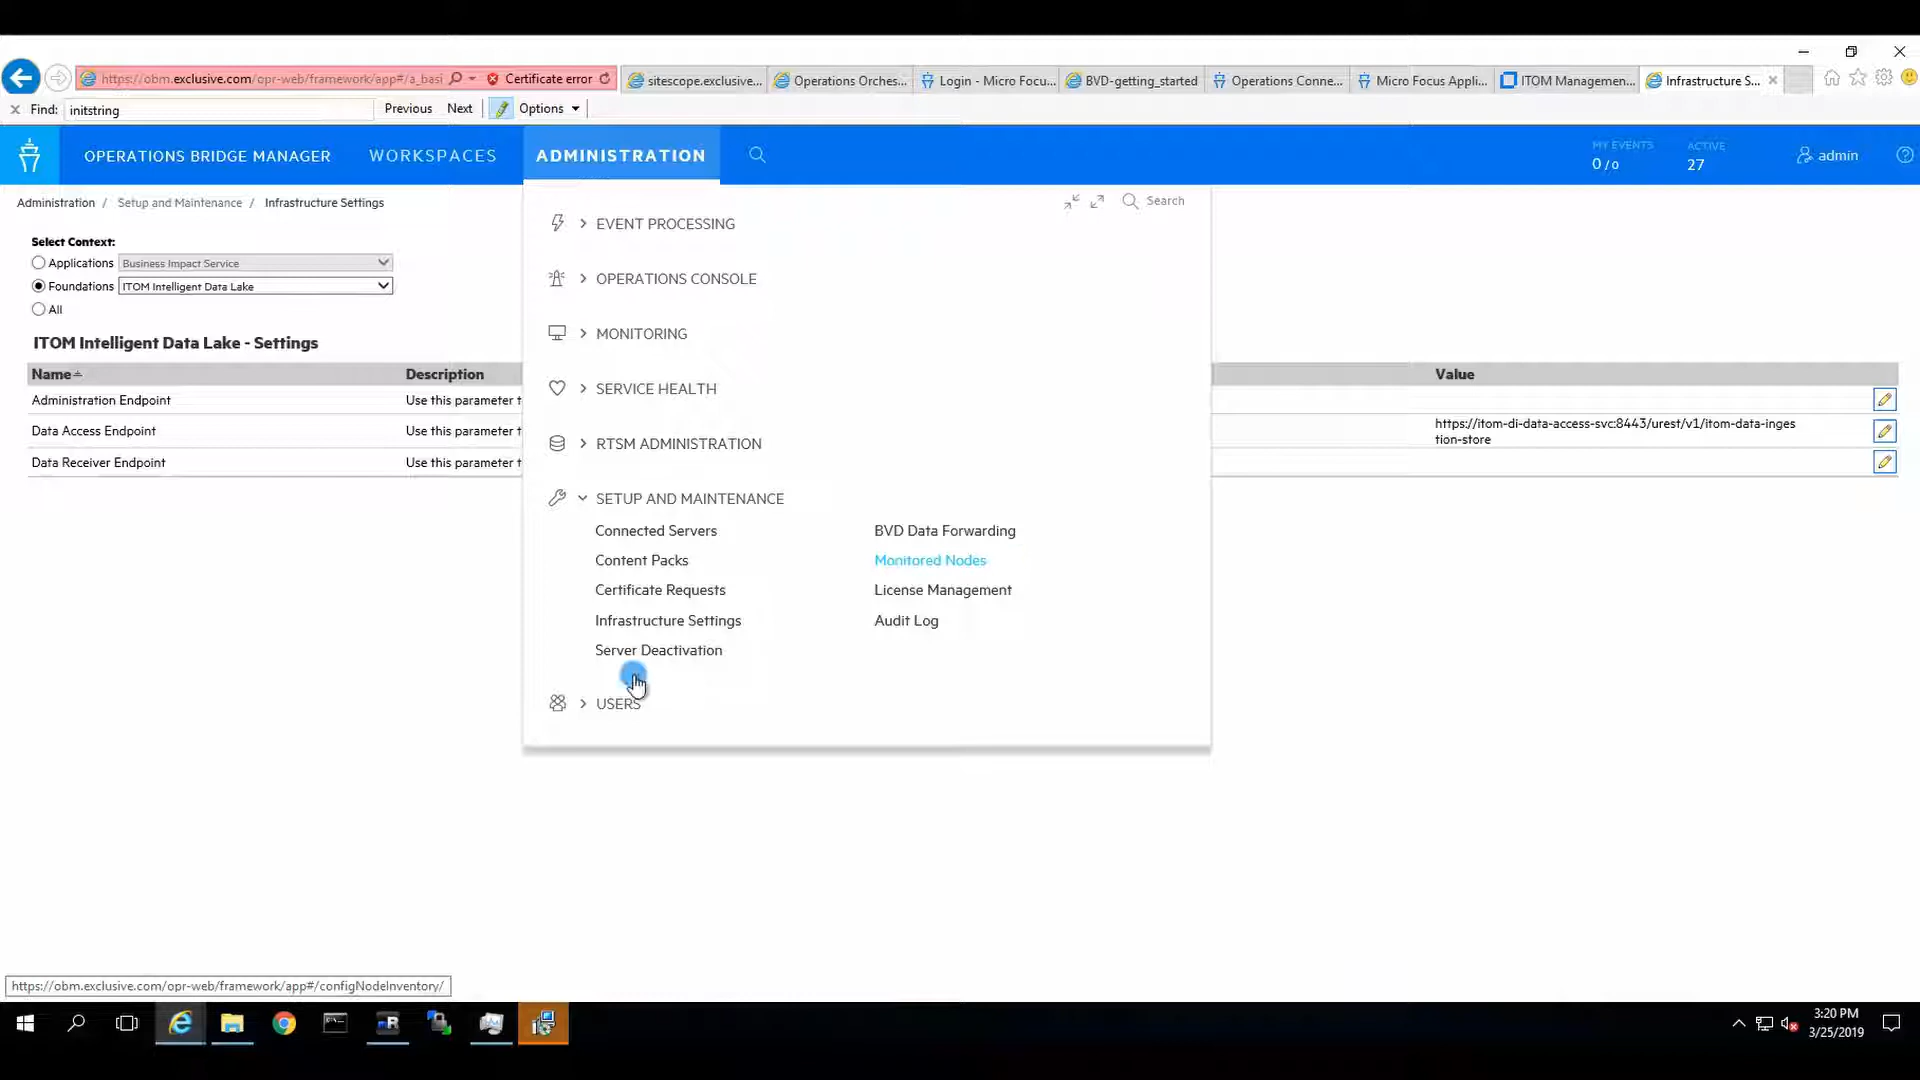 https://obm.exclusive.com/opr-web/framework/app#/a_basi
Certificate error
sitescope.exclusive...
Operations Orches...
Login - Micro Focu...
BVD-getting_started
Operations Conne...
Micro Focus Appli...
ITOM Managemen...
Infrastructure S...
Find: initstring
Previous
Next
Options
OPERATIONS BRIDGE MANAGER
WORKSPACES
ADMINISTRATION
MY EVENTS
0 / 0
ACTIVE
27
admin
Administration / Setup and Maintenance / Infrastructure Settings
Search
Select Context:
Applications Business Impact Service
Foundations ITOM Intelligent Data Lake
All
ITOM Intelligent Data Lake - Settings
Name Description Value
Administration Endpoint Use this parameter t
Data Access Endpoint Use this parameter t https://itom-di-data-access-svc:8443/urest/v1/itom-data-inges
tion-store
Data Receiver Endpoint Use this parameter t
EVENT PROCESSING
OPERATIONS CONSOLE
MONITORING
SERVICE HEALTH
RTSM ADMINISTRATION
SETUP AND MAINTENANCE
Connected Servers
Content Packs
Certificate Requests
Infrastructure Settings
Server Deactivation
BVD Data Forwarding
Monitored Nodes
License Management
Audit Log
USERS
https://obm.exclusive.com/opr-web/framework/app#/configNodeInventory/
3:20 PM
3/25/2019